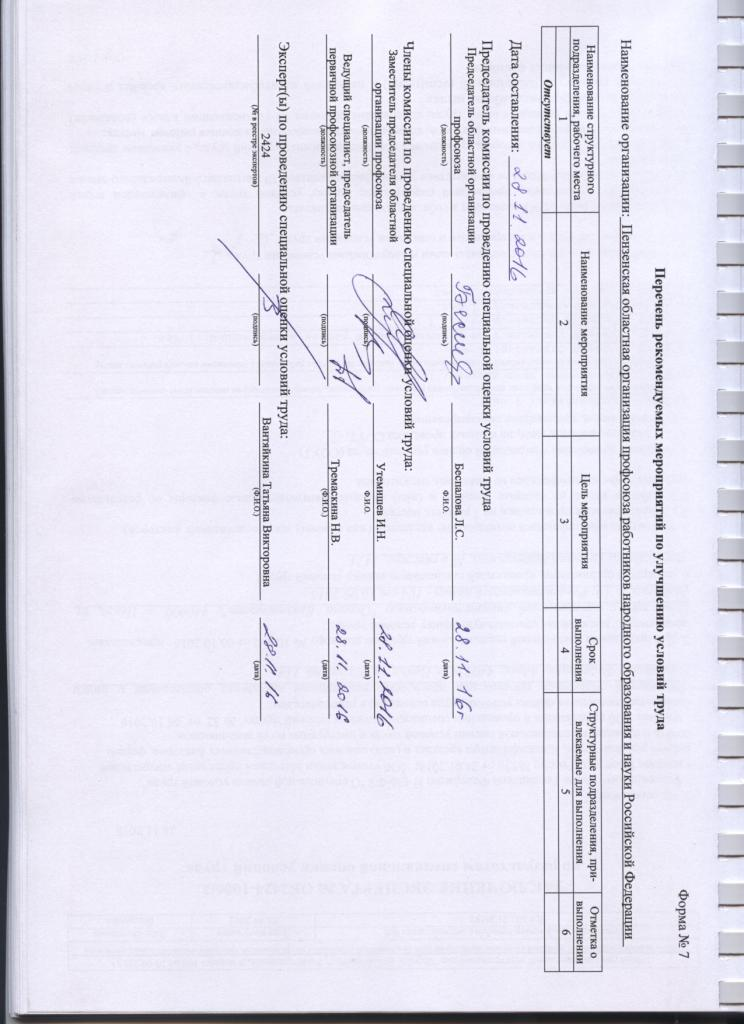 Форма № 7
Перечень рекомендуемых мероприятий по улучшению условий труда
Наименование организации: Пензенская областная организация профсоюза работников народного образования и науки Российской Федерации
Наименование структурного подразделения, рабочего места
Наименование мероприятия
Цель мероприятия
Срок выполнения
Структурные подразделения, при-
влекаемые для выполнения
Отметка о выполнении
1 2 3 4 5 6
Отсутствует
Дата составления: 28.11 2016
Председатель комиссии по проведению специальной оценки условий труда
Председатель областной организации
профсоюза Беспалова Л.С. 28.11.16г
(должность) (подпись) Ф.И.О. (дата)
Члены комиссии по проведению специальной оценки условий труда:
Заместитель председателя областной
организации профсоюза Утемишев И.Н. 28.11.2016
(должность) (подпись) Ф.И.О. (дата)
Ведущий специалист, председатель
первичной профсоюзной организации Тремаскина Н.В. 28.11.2016
(должность) (подпись) (Ф.И.О) (дата)
Эксперт(ы) по проведению специальной оценки условий труда:
2424 Вантяйкина Татьяна Викторовна 28.11.16
(№ в реестре экспертов) (подпись) (Ф.И.О) (дата)